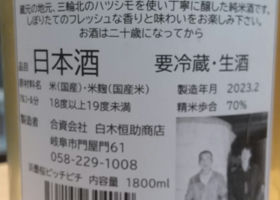 蔵元の地元、三輪北のハツシモを使い丁寧に醸した純米酒です。
しぼりたてのフレッシュな香りと味わいをお楽しみ下さい。
お酒は二十歳になってから
品目 日本酒 要冷蔵・生酒
原材料名 米(国産)・米麹(国産米) 製造年月 2023.2
アルコール分 18度以上19度未満 精米歩合 70%
製造者 合資会社 白木恒助商店
岐阜市門屋門61
058-229-1008
ピッチピチ 内容量 1800ml